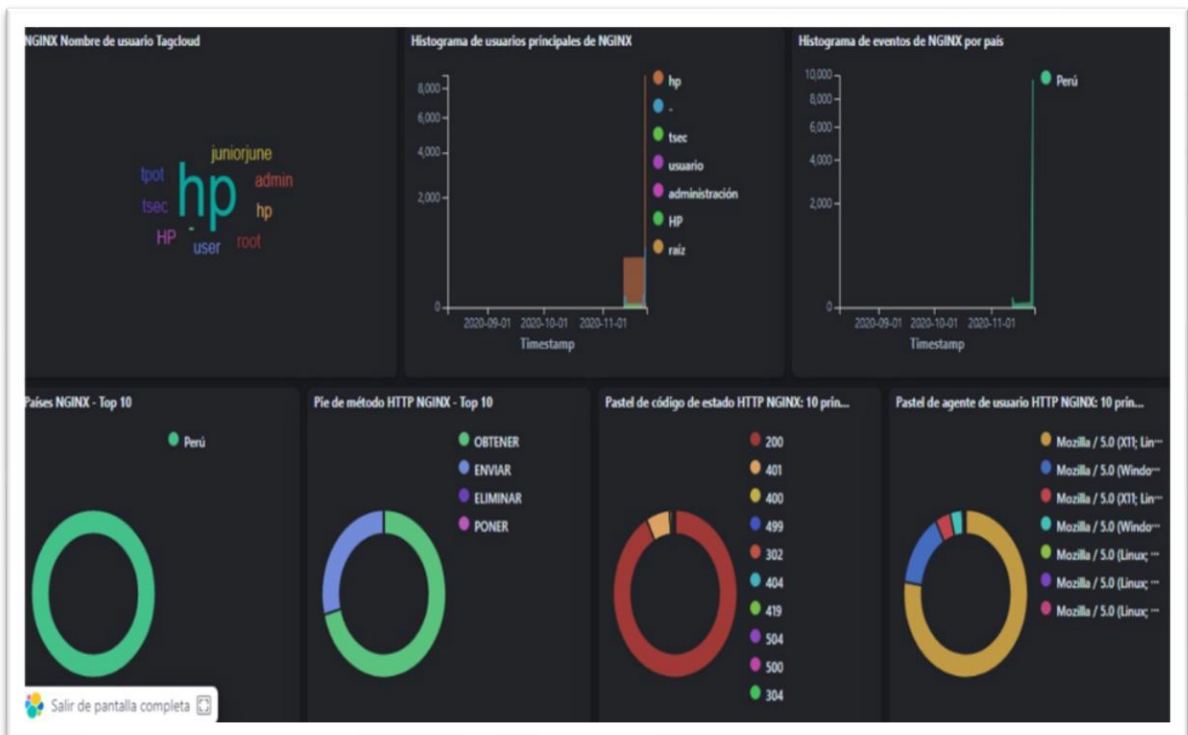 NGINX Nombre de usuario Tagcloud
juniorjune
tpot
hp
admin
tsec
hp
-
HP
user
root
Histograma de usuarios principales de NGINX
8,000
6,000
4,000
2,000
0
2020-09-01 2020-10-01 2020-11-01
Timestamp
hp
-
tsec
usuario
administración
HP
raíz
Histograma de eventos de NGINX por país
10,000
8,000
6,000
4,000
2,000
0
2020-09-01 2020-10-01 2020-11-01
Timestamp
Perú
Países NGINX - Top 10
Perú
Pie de método HTTP NGINX - Top 10
OBTENER
ENVIAR
ELIMINAR
PONER
Pastel de código de estado HTTP NGINX: 10 prin...
200
401
400
499
302
404
419
504
500
304
Pastel de agente de usuario HTTP NGINX: 10 prin...
Mozilla / 5.0 (X11; Lin...
Mozilla / 5.0 (Windo...
Mozilla / 5.0 (X11; Lin...
Mozilla / 5.0 (Windo...
Mozilla / 5.0 (Linux; ...
Mozilla / 5.0 (Linux; ...
Mozilla / 5.0 (Linux; ...
Salir de pantalla completa